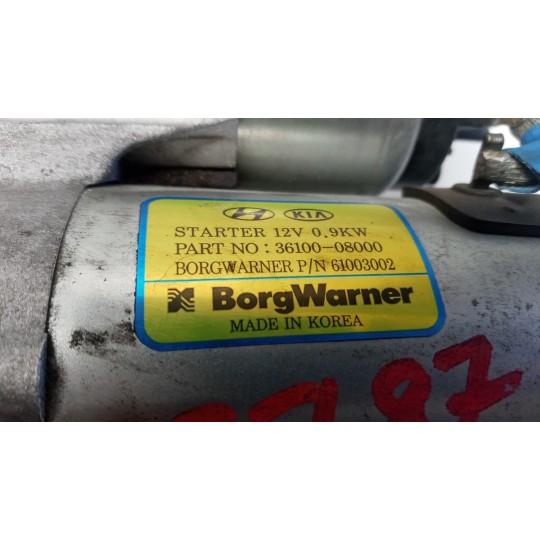 KIA
STARTER 12V 0.9KW
PART NO : 36100-08000
BORGWARNER P/N 61003002
BorgWarner
MADE IN KOREA